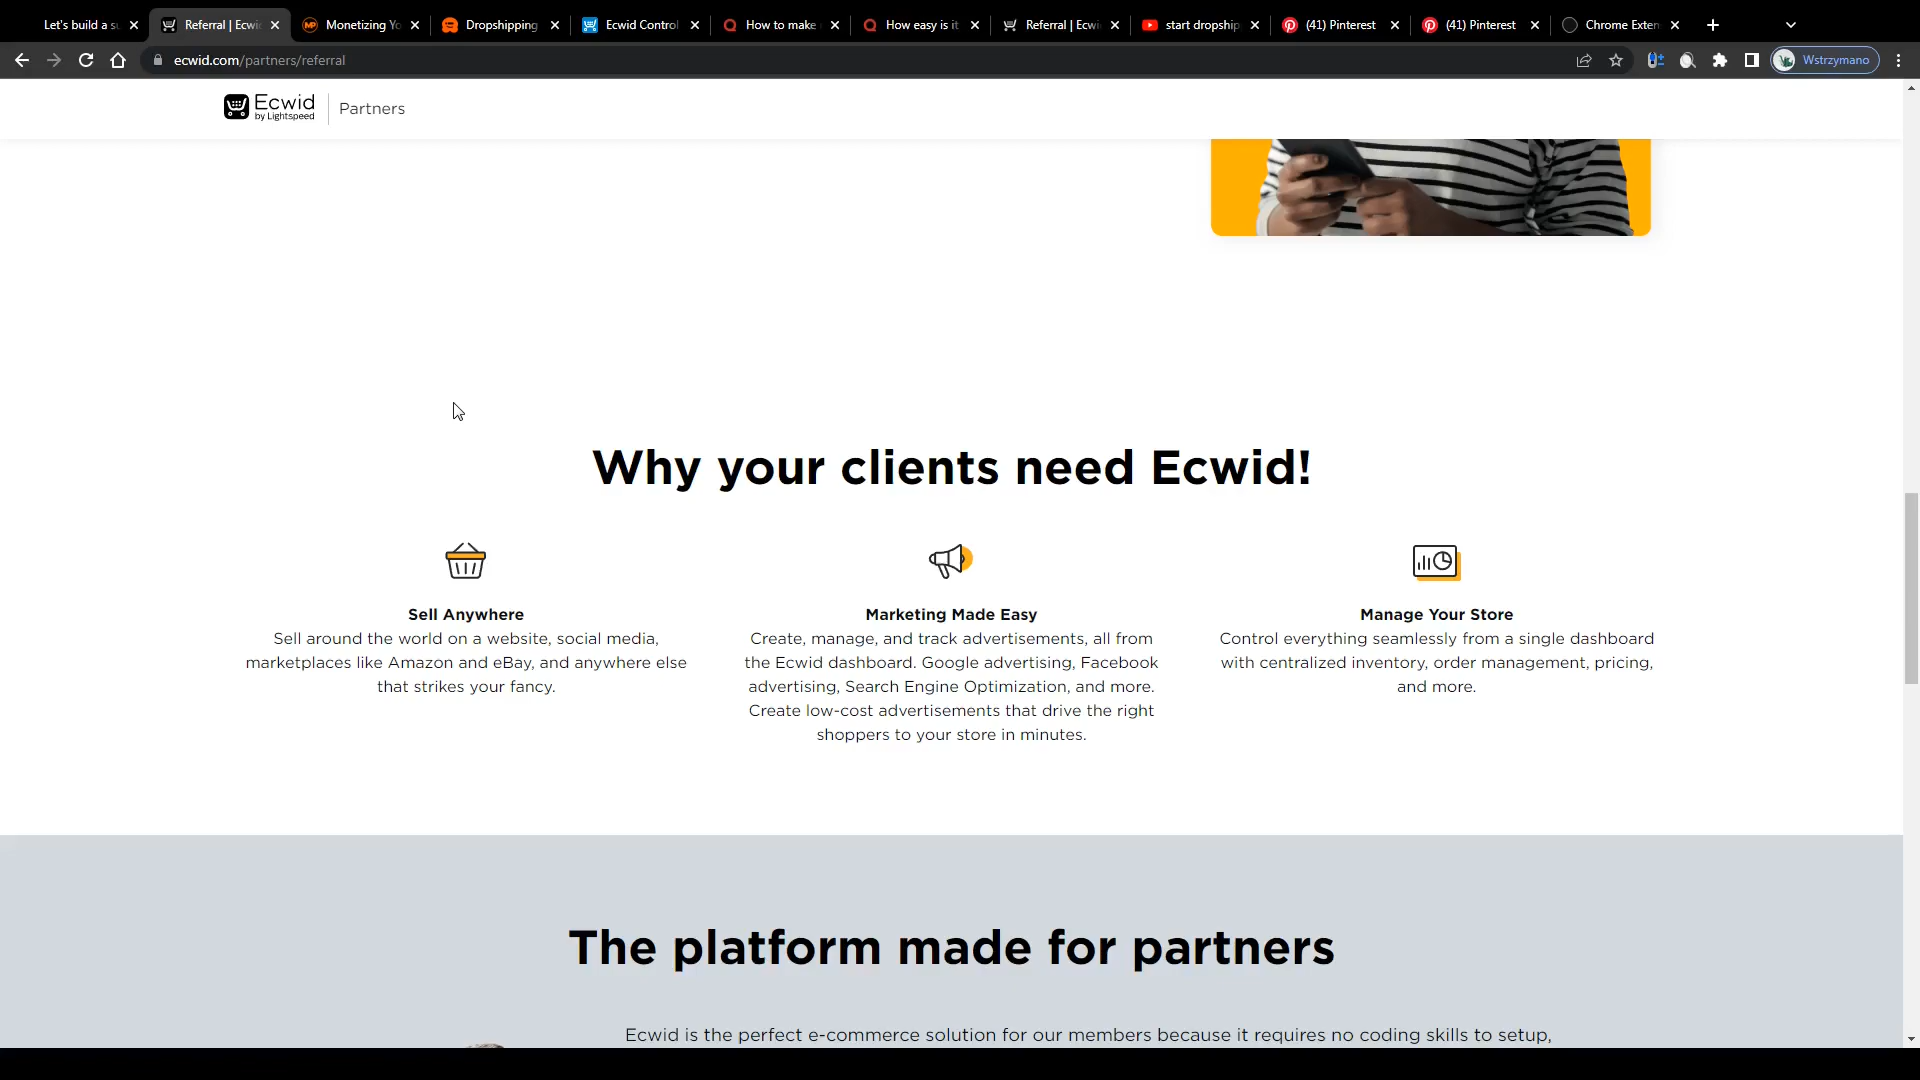 Let's build a su
Referral | Ecwi
Monetizing Yo
Dropshipping
Ecwid Control
How to make
How easy is it
Referral | Ecwi
start dropship
(41) Pinterest
(41) Pinterest
Chrome Exten
ecwid.com/partners/referral
Wstrzymano
Ecwid
by Lightspeed
Partners
Why your clients need Ecwid!
Sell Anywhere
Sell around the world on a website, social media,
marketplaces like Amazon and eBay, and anywhere else
that strikes your fancy.
Marketing Made Easy
Create, manage, and track advertisements, all from
the Ecwid dashboard. Google advertising, Facebook
advertising, Search Engine Optimization, and more.
Create low-cost advertisements that drive the right
shoppers to your store in minutes.
Manage Your Store
Control everything seamlessly from a single dashboard
with centralized inventory, order management, pricing,
and more.
The platform made for partners
Ecwid is the perfect e-commerce solution for our members because it requires no coding skills to setup,